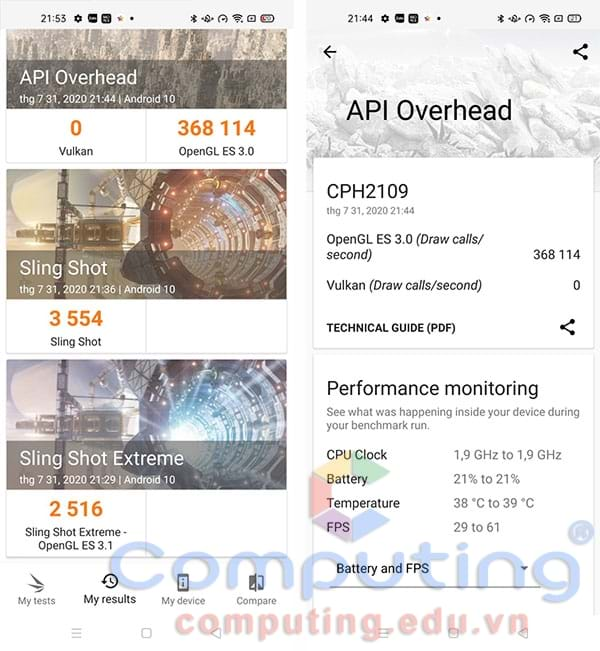 21:53
API Overhead
thg 7 31, 2020 21:44 | Android 10
0
368 114
Vulkan
OpenGL ES 3.0
Sling Shot
thg 7 31, 2020 21:36 | Android 10
3 554
Sling Shot
Sling Shot Extreme
thg 7 31, 2020 21:29 | Android 10
2 516
Sling Shot Extreme -
OpenGL ES 3.1
My tests
My results
My device
Compare
21:44
21
API Overhead
CPH2109
thg 7 31, 2020 21:44
OpenGL ES 3.0 (Draw calls/
second)
368 114
Vulkan (Draw calls/second)
0
TECHNICAL GUIDE (PDF)
Performance monitoring
See what was happening inside your device during
your benchmark run.
CPU Clock
1,9 GHz to 1,9 GHz
Battery
21% to 21%
Temperature
38 °C to 39 °C
FPS
29 to 61
Battery and FPS
Computing®
computing.edu.vn